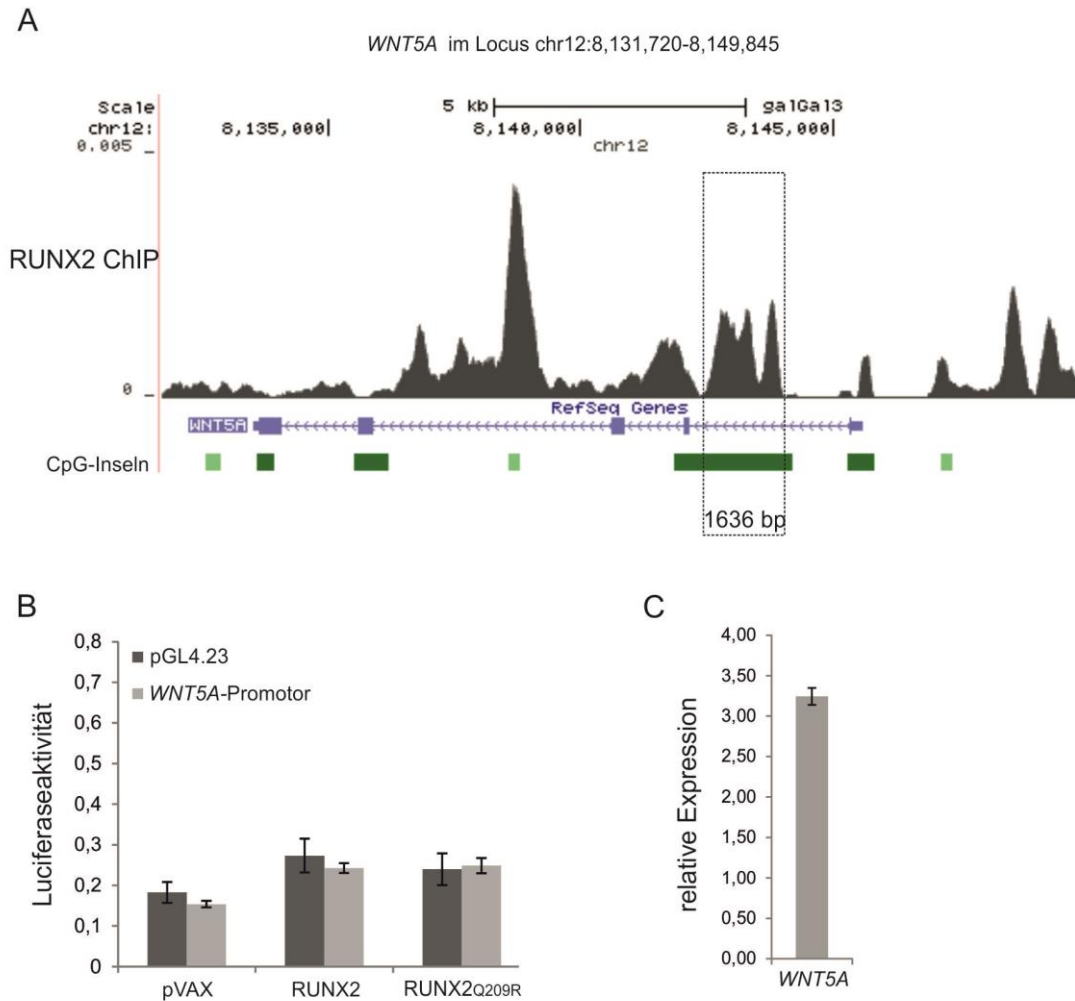 A
WNT5A im Locus chr12:8,131,720-8,149,845
Scale 5 kb galGal3
chr12: 8,135,000 8,140,000 8,145,000
0.005 chr12
RUNX2 ChIP
0
RefSeq Genes
WNT5A
CpG-Inseln
1636 bp
B
Luciferaseaktivität
0,8
0,7
0,6
0,5
0,4
0,3
0,2
0,1
0
pGL4.23
WNT5A-Promotor
pVAX RUNX2 RUNX2Q209R
C
relative Expression
4,00
3,50
3,00
2,50
2,00
1,50
1,00
0,50
0,00
WNT5A